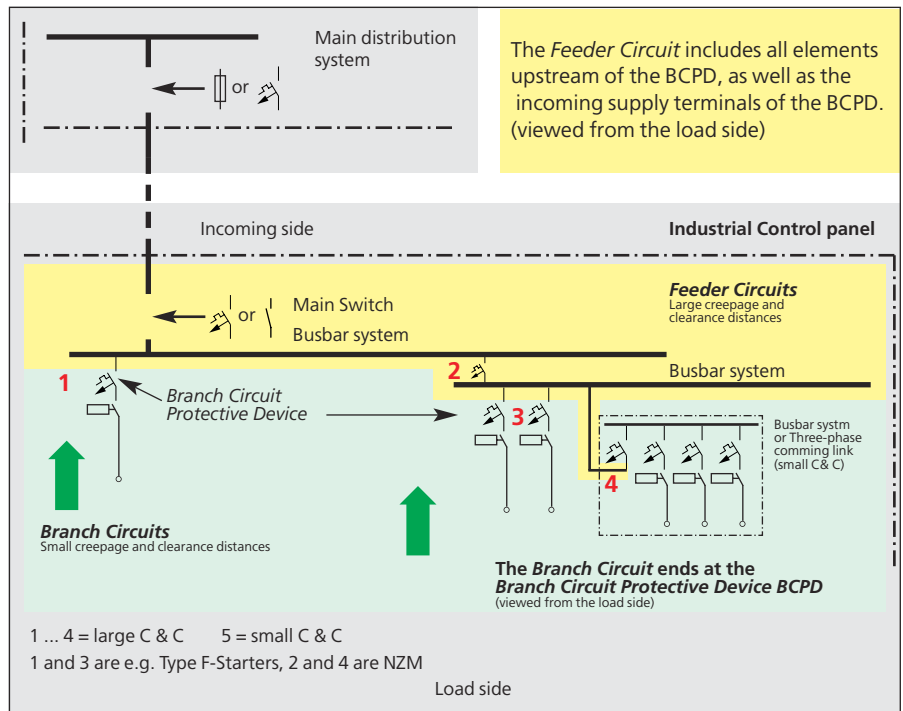 Main distribution
system
or
The Feeder Circuit includes all elements
upstream of the BCPD, as well as the
incoming supply terminals of the BCPD.
(viewed from the load side)
Incoming side
Industrial Control panel
or
Main Switch
Busbar system
Feeder Circuits
Large creepage and
clearance distances
1
2
Busbar system
Branch Circuit
Protective Device
3
Busbar systm
or Three-phase
comming link
(small C& C)
4
Branch Circuits
Small creepage and clearance distances
The Branch Circuit ends at the
Branch Circuit Protective Device BCPD
(viewed from the load side)
1 ... 4 = large C & C 5 = small C & C
1 and 3 are e.g. Type F-Starters, 2 and 4 are NZM
Load side